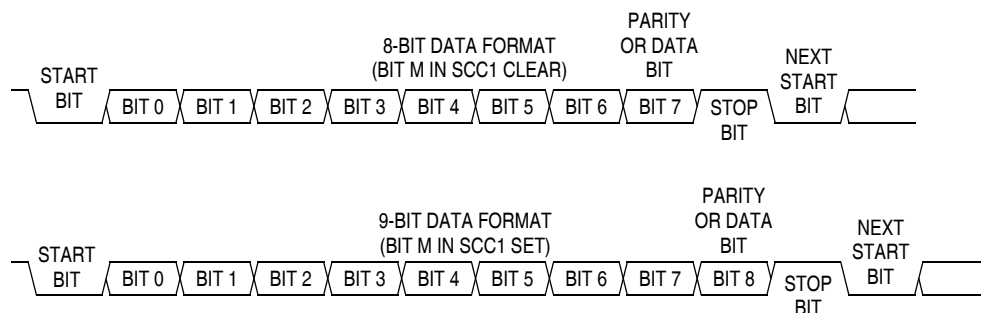 8-BIT DATA FORMAT
(BIT M IN SCC1 CLEAR)
PARITY
OR DATA
BIT
START
BIT
BIT 0
BIT 1
BIT 2
BIT 3
BIT 4
BIT 5
BIT 6
BIT 7
STOP
BIT
NEXT
START
BIT
9-BIT DATA FORMAT
(BIT M IN SCC1 SET)
PARITY
OR DATA
BIT
START
BIT
BIT 0
BIT 1
BIT 2
BIT 3
BIT 4
BIT 5
BIT 6
BIT 7
BIT 8
STOP
BIT
NEXT
START
BIT